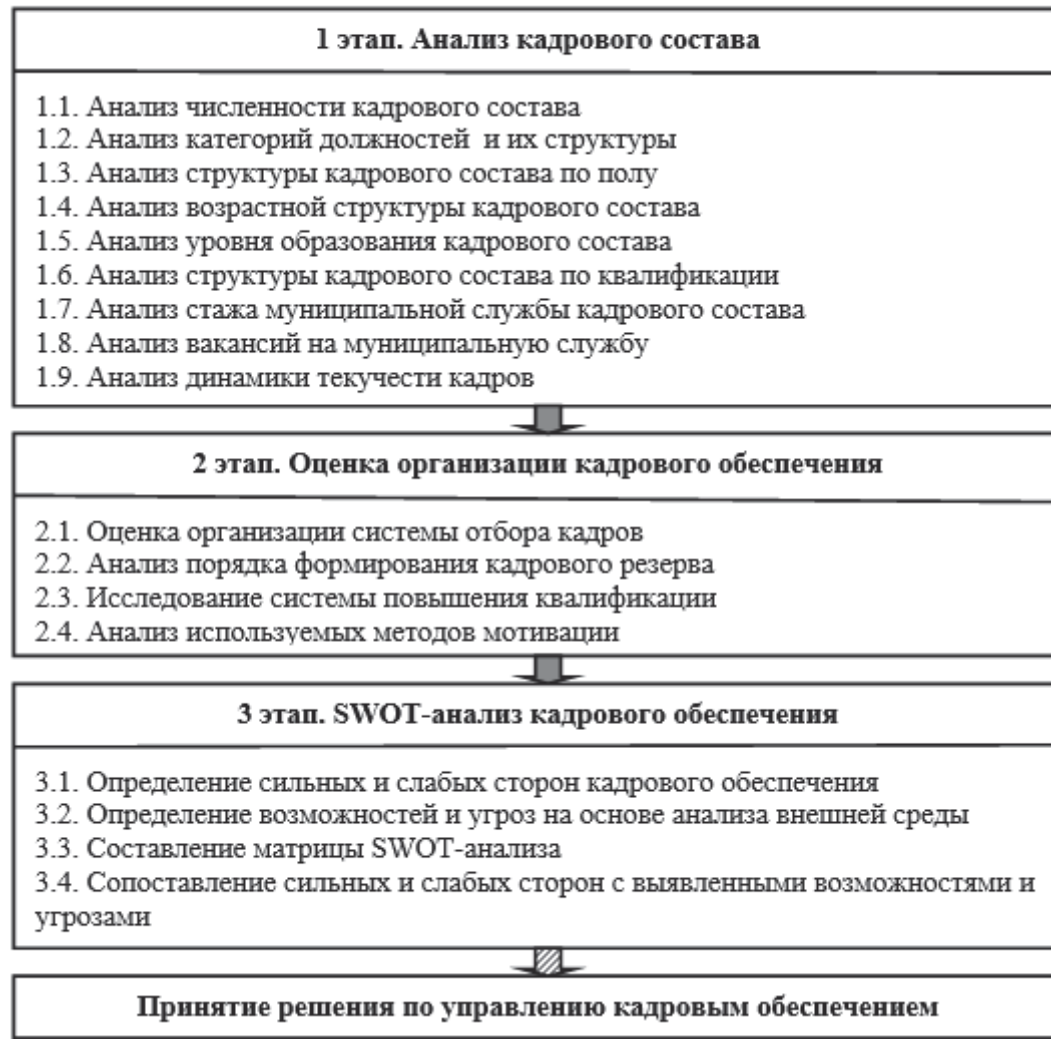 1 этап. Анализ кадрового состава
1.1. Анализ численности кадрового состава
1.2. Анализ категорий должностей и их структуры
1.3. Анализ структуры кадрового состава по полу
1.4. Анализ возрастной структуры кадрового состава
1.5. Анализ уровня образования кадрового состава
1.6. Анализ структуры кадрового состава по квалификации
1.7. Анализ стажа муниципальной службы кадрового состава
1.8. Анализ вакансий на муниципальную службу
1.9. Анализ динамики текучести кадров
2 этап. Оценка организации кадрового обеспечения
2.1. Оценка организации системы отбора кадров
2.2. Анализ порядка формирования кадрового резерва
2.3. Исследование системы повышения квалификации
2.4. Анализ используемых методов мотивации
3 этап. SWOT-анализ кадрового обеспечения
3.1. Определение сильных и слабых сторон кадрового обеспечения
3.2. Определение возможностей и угроз на основе анализа внешней среды
3.3. Составление матрицы SWOT-анализа
3.4. Сопоставление сильных и слабых сторон с выявленными возможностями и
угрозами
Принятие решения по управлению кадровым обеспечением